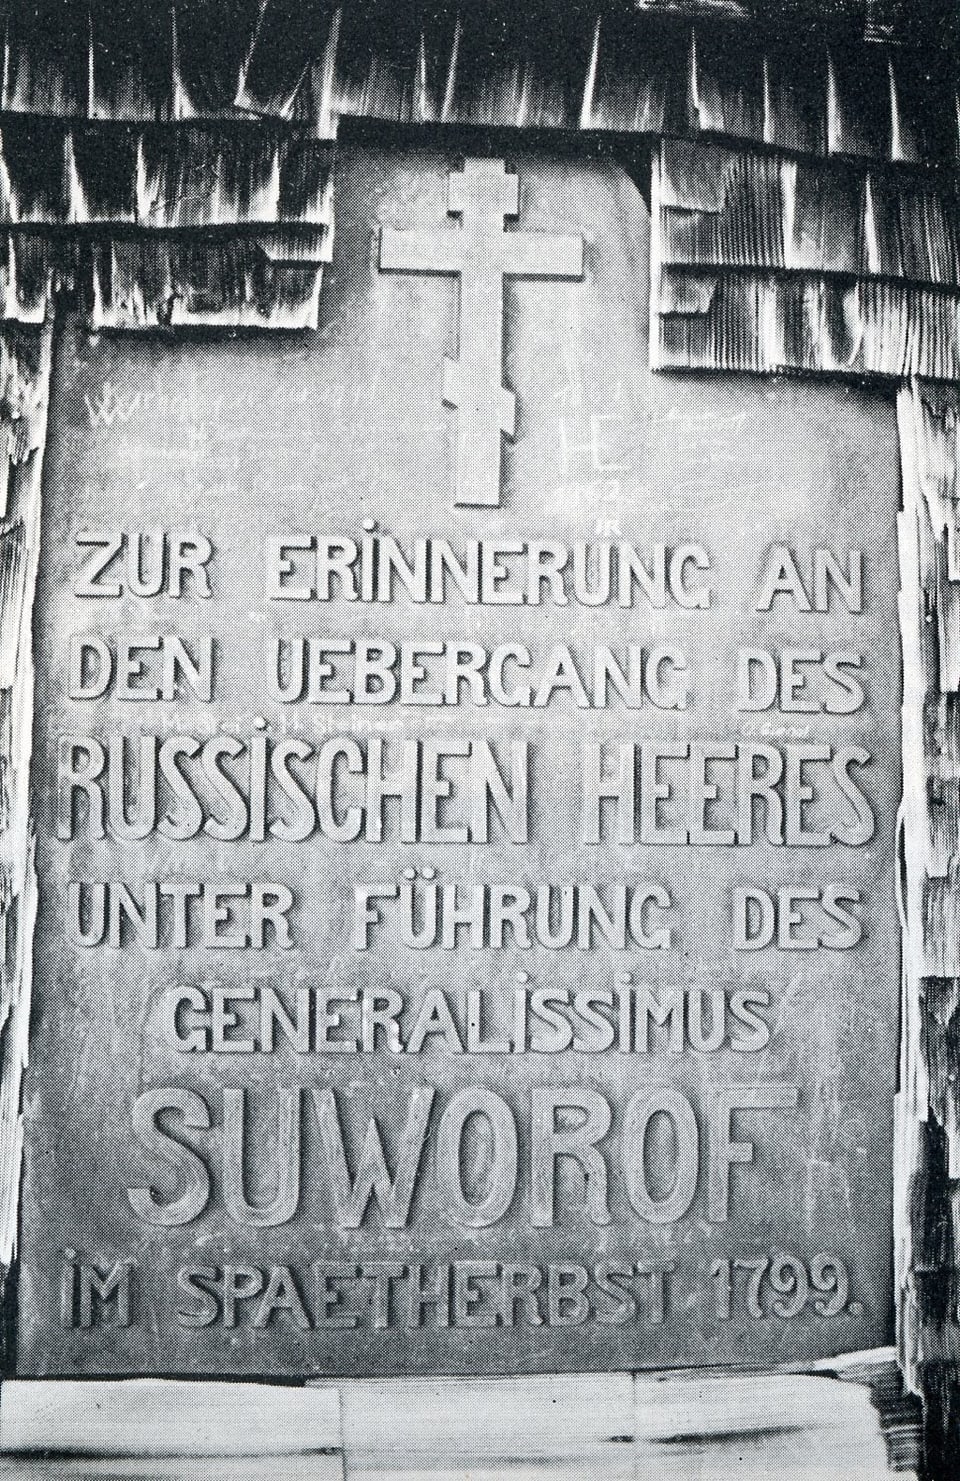 ZUR ERINNERUNG AN
DEN UEBERGANG DES
RUSSISCHEN HEERES
UNTER FÜHRUNG DES
GENERALISSIMUS
SUWOROF
IM SPAETHERBST 1799.